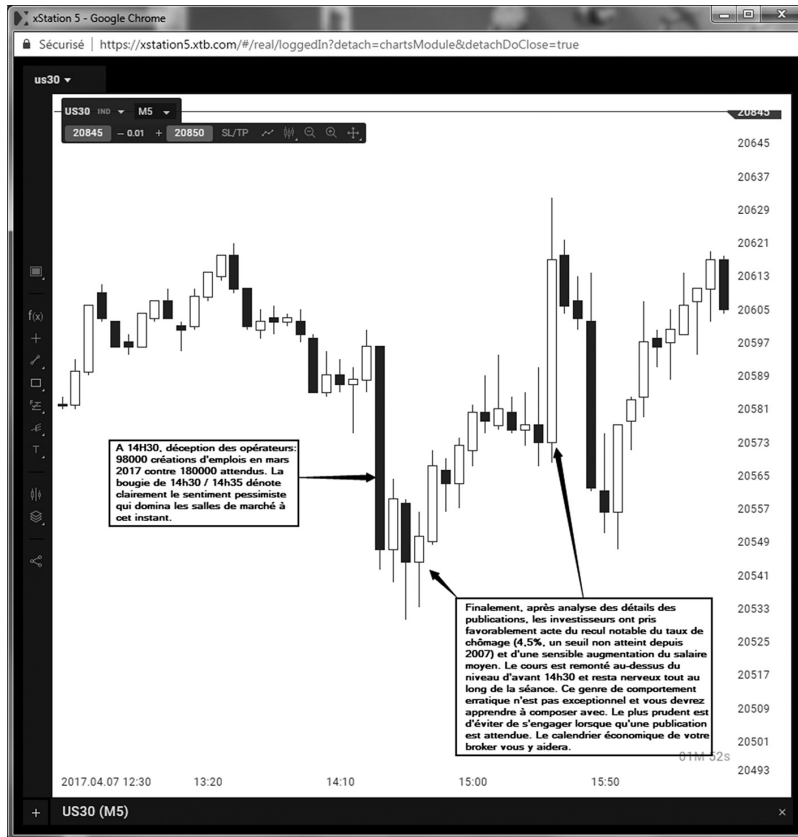 xStation 5 - Google Chrome
Sécurisé | https://xstation5.xtb.com/#/real/loggedIn?detach=chartsModule&detachDoClose=true
us30
US30 IND M5
20845 – 0.01 + 20850 SL/TP
20845
20645
20637
20629
20621
20613
20605
20597
20589
20581
20573
20565
20557
20549
20541
20533
20525
20517
20509
20501
20493
f(x)
T
A 14H30, déception des opérateurs:
98000 créations d'emplois en mars
2017 contre 180000 attendus. La
bougie de 14h30 / 14h35 dénote
clairement le sentiment pessimiste
qui domina les salles de marché à
cet instant.
Finalement, après analyse des détails des
publications, les investisseurs ont pris
favorablement acte du recul notable du taux de
chômage (4,5%, un seuil non atteint depuis
2007) et d'une sensible augmentation du salaire
moyen. Le cours est remonté au-dessus du
niveau d'avant 14h30 et resta nerveux tout au
long de la séance. Ce genre de comportement
erratique n'est pas exceptionnel et vous devrez
apprendre à composer avec. Le plus prudent est
d'éviter de s'engager lorsque qu'une publication
est attendue. Le calendrier économique de votre
broker vous y aidera.
01M 52s
2017.04.07 12:30 13:20 14:10 15:00 15:50
+ US30 (M5) ×